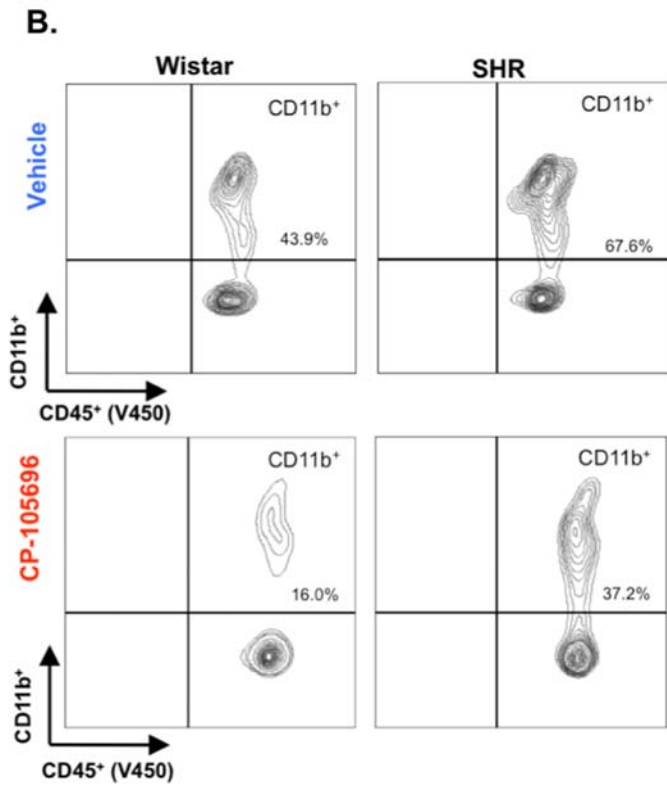 B.
Wistar
SHR
Vehicle
CD11b⁺
43.9%
CD11b⁺
67.6%
CD11b⁺
CD45⁺ (V450)
CP-105696
CD11b⁺
16.0%
CD11b⁺
37.2%
CD11b⁺
CD45⁺ (V450)